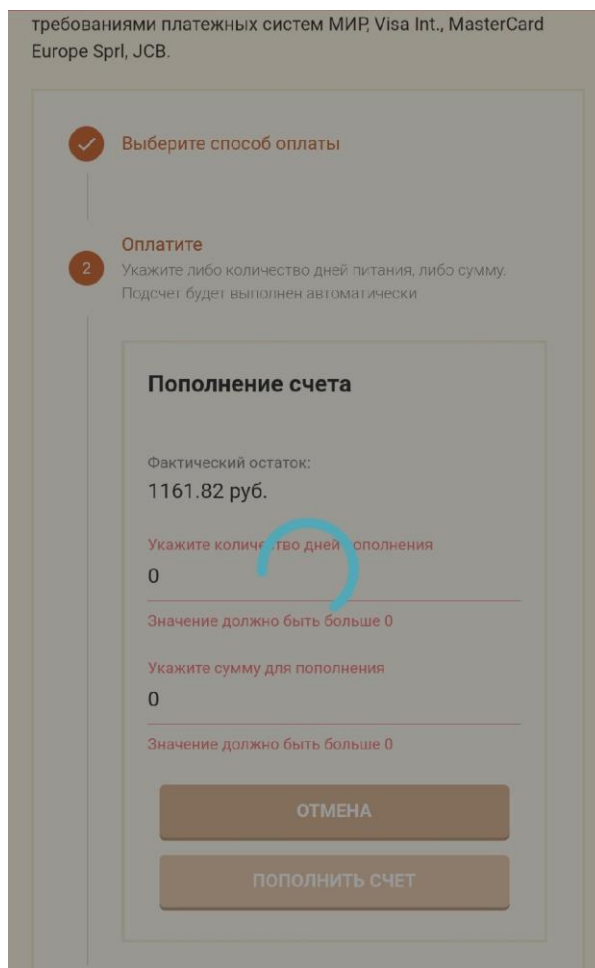 требованиями платежных систем МИР, Visa Int., MasterCard
Europe Sprl, JCB.
Выберите способ оплаты
Оплатите
2
Укажите либо количество дней питания, либо сумму.
Подсчет будет выполнен автоматически
Пополнение счета
Фактический остаток:
1161.82 руб.
Укажите количество дней пополнения
0
Значение должно быть больше 0
Укажите сумму для пополнения
0
Значение должно быть больше 0
ОТМЕНА
ПОПОЛНИТЬ СЧЕТ